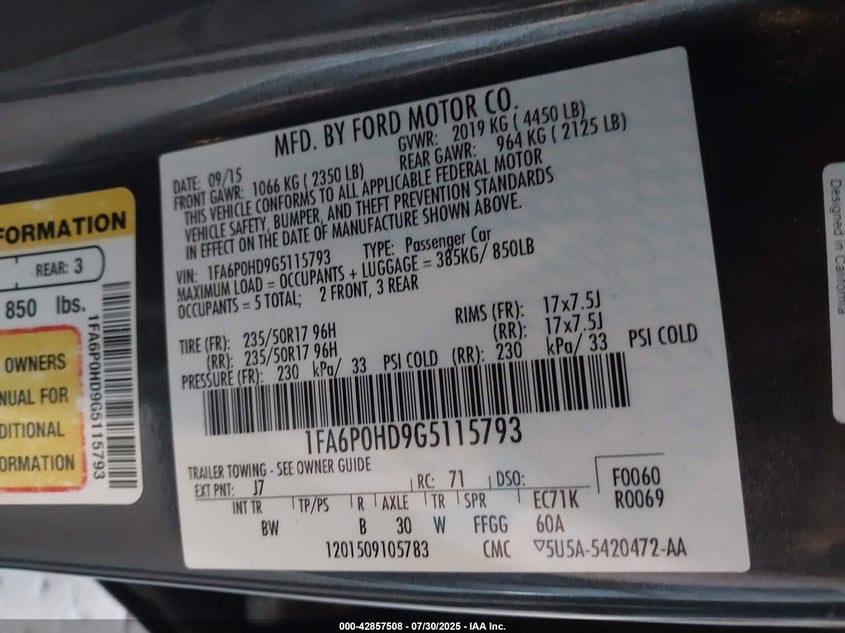 MFD. BY FORD MOTOR CO.
DATE: 09/15 GVWR: 2019 KG ( 4450 LB)
FRONT GAWR: 1066 KG ( 2350 LB) REAR GAWR: 964 KG ( 2125 LB)
THIS VEHICLE CONFORMS TO ALL APPLICABLE FEDERAL MOTOR
VEHICLE SAFETY, BUMPER, AND THEFT PREVENTION STANDARDS
IN EFFECT ON THE DATE OF MANUFACTURE SHOWN ABOVE.
VIN: 1FA6P0HD9G5115793 TYPE: Passenger Car
MAXIMUM LOAD = OCCUPANTS + LUGGAGE = 385KG/ 850LB
OCCUPANTS = 5 TOTAL; 2 FRONT, 3 REAR
TIRE (FR): 235/50R17 96H RIMS (FR): 17x7.5J
(RR): 235/50R17 96H (RR): 17x7.5J
PRESSURE (FR): 230 kPa/ 33 PSI COLD (RR): 230 kPa/ 33 PSI COLD
1FA6P0HD9G5115793
TRAILER TOWING - SEE OWNER GUIDE
EXT PNT: J7 RC: 71 DSO: F0060
INT TR TP/PS R AXLE TR SPR EC71K R0069
BW B 30 W FFGG 60A
1201509105783 CMC ▽5U5A-5420472-AA
FORMATION
REAR: 3
850 lbs.
OWNERS
NUAL FOR
DITIONAL
ORMATION
1FA6P0HD9G5115793
Designed in California
000-42857508 - 07/30/2025 - IAA Inc.